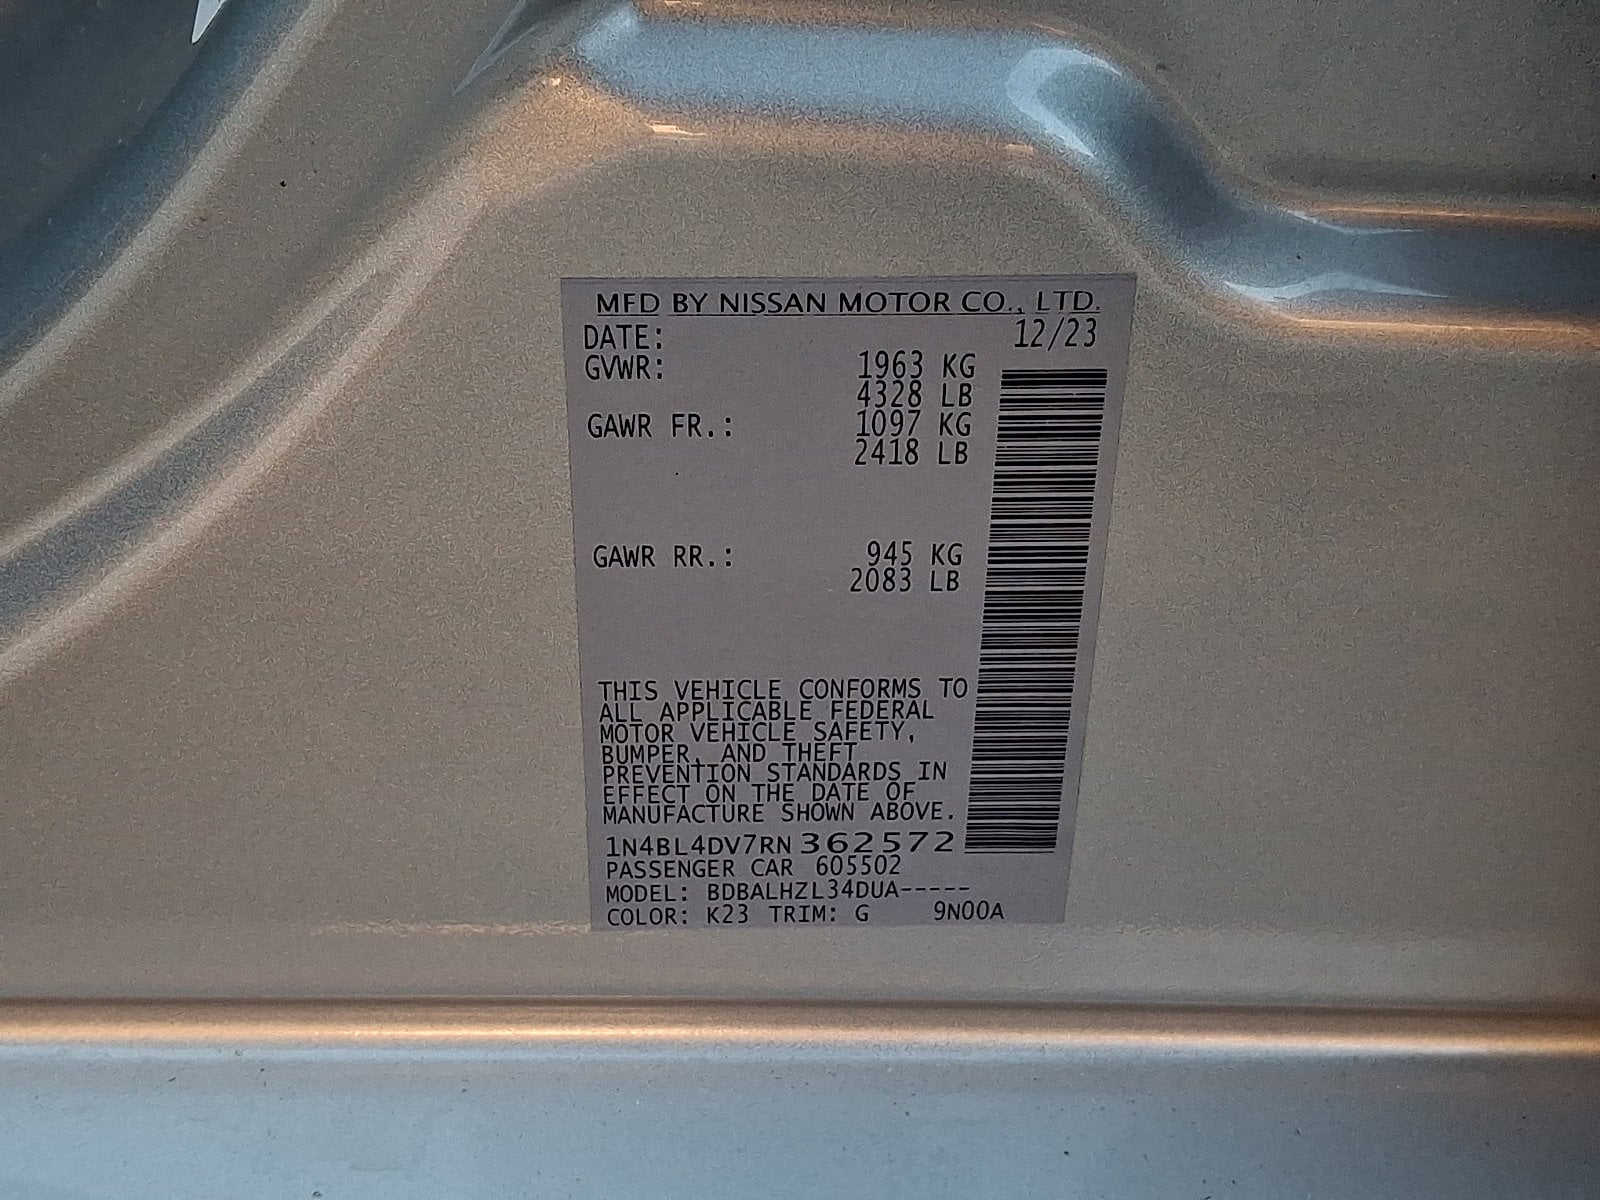 MFD BY NISSAN MOTOR CO., LTD.
DATE: 12/23
GVWR: 1963 KG
4328 LB
GAWR FR.: 1097 KG
2418 LB
GAWR RR.: 945 KG
2083 LB
THIS VEHICLE CONFORMS TO
ALL APPLICABLE FEDERAL
MOTOR VEHICLE SAFETY,
BUMPER, AND THEFT
PREVENTION STANDARDS IN
EFFECT ON THE DATE OF
MANUFACTURE SHOWN ABOVE.
1N4BL4DV7RN362572
PASSENGER CAR 605502
MODEL: BDBALHZL34DUA-----
COLOR: K23 TRIM: G 9N00A